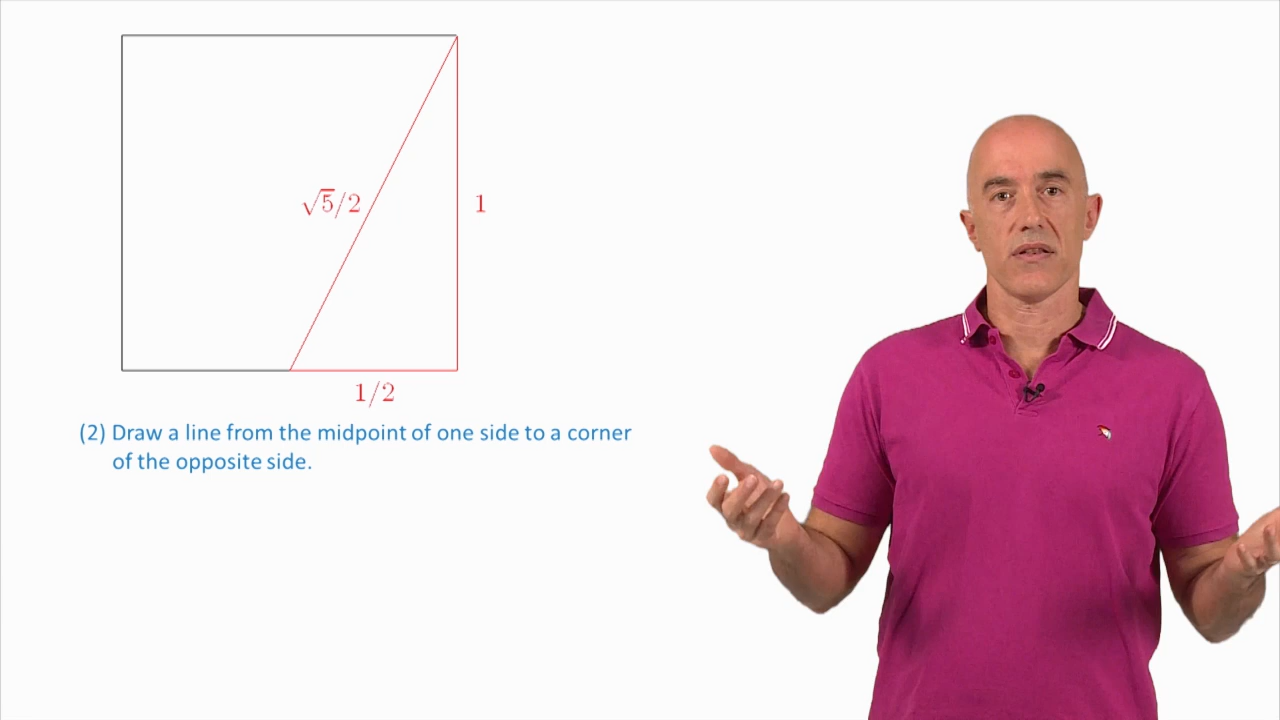 √5/2
1
1/2
(2) Draw a line from the midpoint of one side to a corner
of the opposite side.